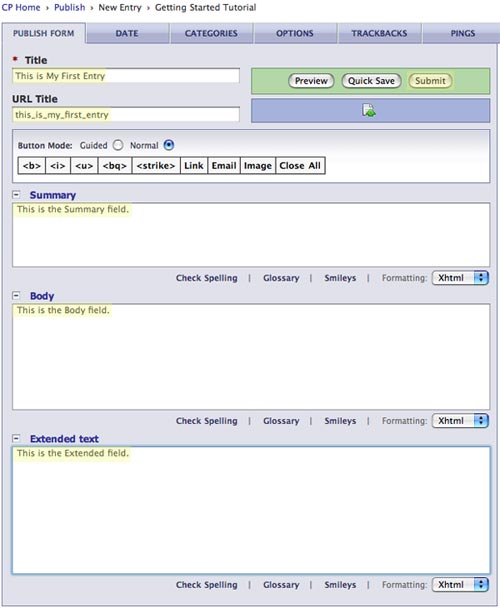 CP Home › Publish › New Entry › Getting Started Tutorial
PUBLISH FORM DATE CATEGORIES OPTIONS TRACKBACKS PINGS
* Title
This is My First Entry
Preview Quick Save Submit
URL Title
this_is_my_first_entry
Button Mode: Guided Normal
<b> <i> <u> <bq> <strike> Link Email Image Close All
Summary
This is the Summary field.
Check Spelling | Glossary | Smileys | Formatting: Xhtml
Body
This is the Body field.
Check Spelling | Glossary | Smileys | Formatting: Xhtml
Extended text
This is the Extended field.
Check Spelling | Glossary | Smileys | Formatting: Xhtml